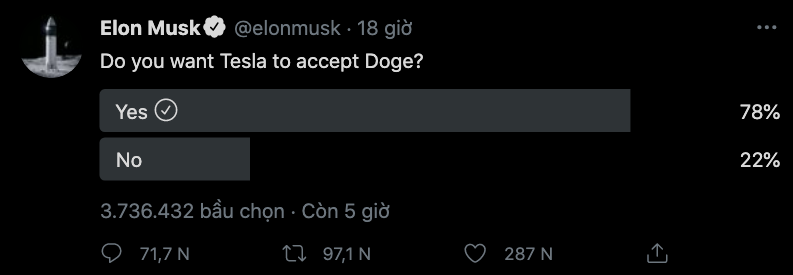 Elon Musk @elonmusk · 18 giờ
Do you want Tesla to accept Doge?
Yes 78%
No 22%
3.736.432 bầu chọn · Còn 5 giờ
71,7 N 97,1 N 287 N